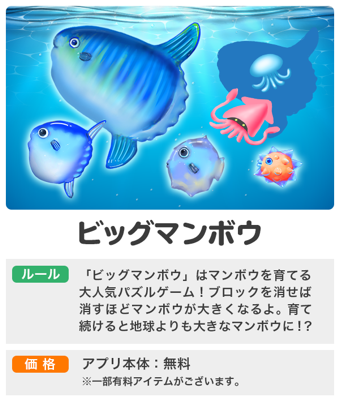 ビッグマンボウ
ルール
「ビッグマンボウ」はマンボウを育てる
大人気パズルゲーム！ブロックを消せば
消すほどマンボウが大きくなるよ。育て
続けると地球よりも大きなマンボウに!？
価格
アプリ本体：無料
※一部有料アイテムがございます。